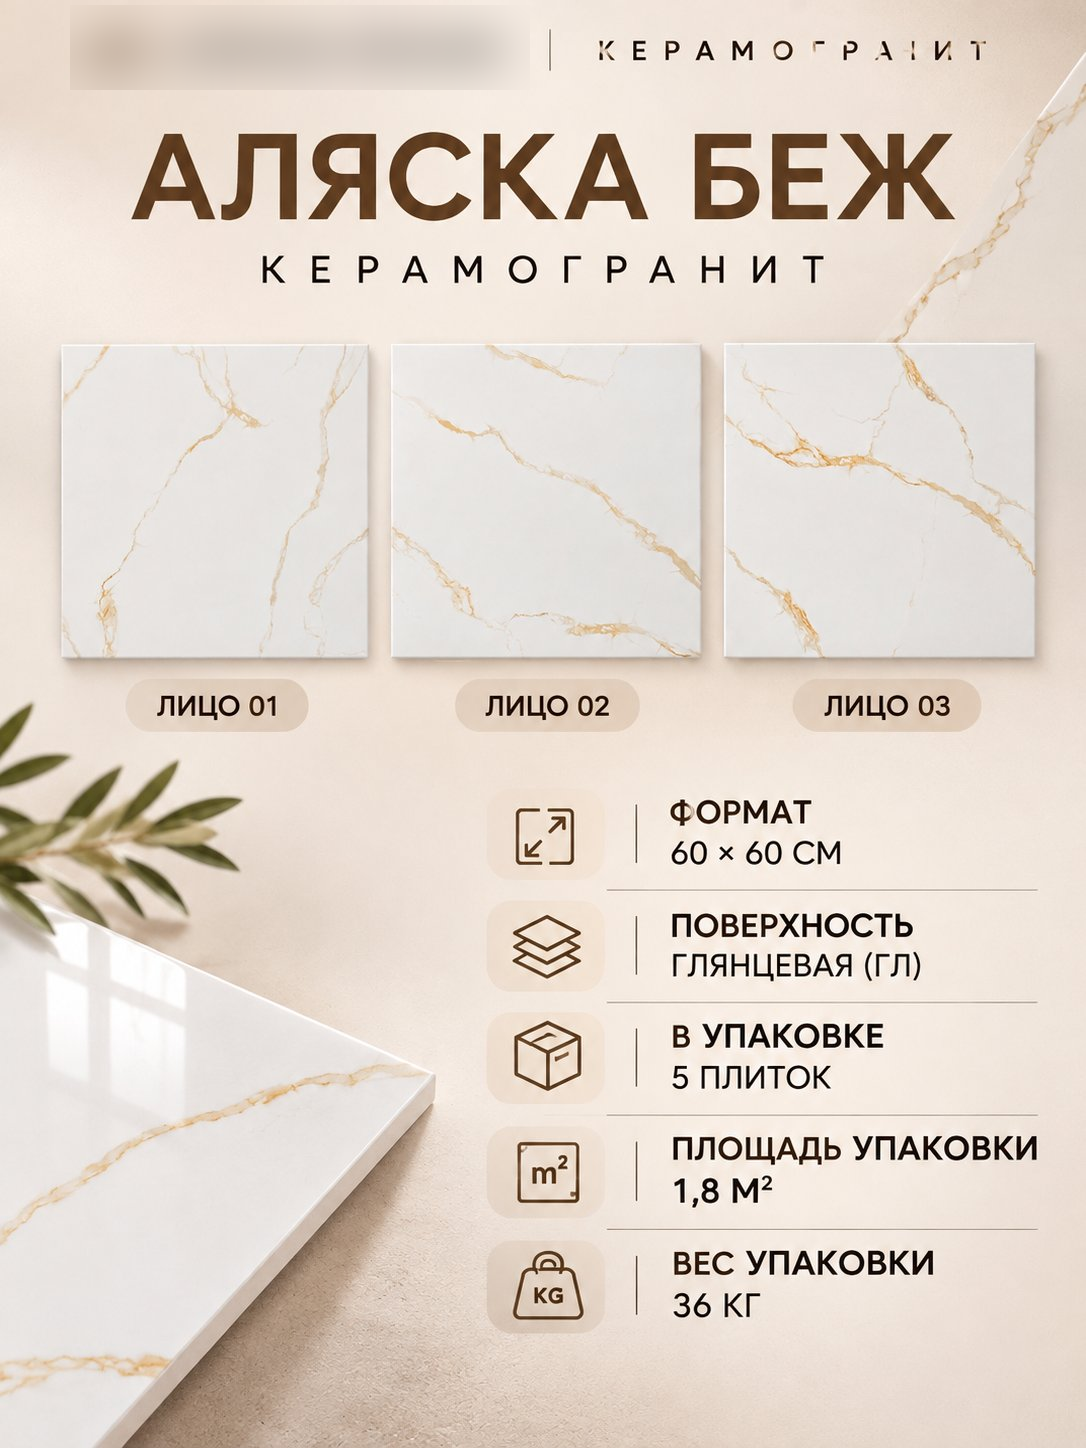 КЕРАМОГРАНИТ
АЛЯСКА БЕЖ
КЕРАМОГРАНИТ
ЛИЦО 01
ЛИЦО 02
ЛИЦО 03
ФОРМАТ
60 × 60 СМ
ПОВЕРХНОСТЬ
ГЛЯНЦЕВАЯ (ГЛ)
В УПАКОВКЕ
5 ПЛИТОК
m²
ПЛОЩАДЬ УПАКОВКИ
1,8 М²
KG
ВЕС УПАКОВКИ
36 КГ